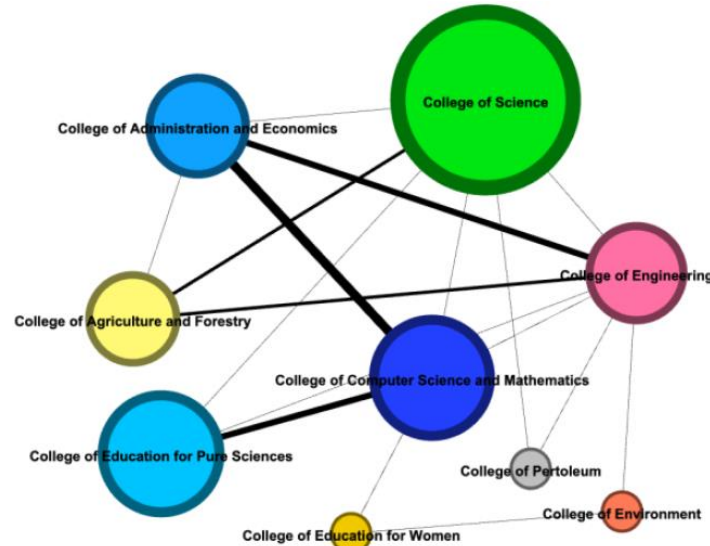 College of Science
College of Administration and Economics
College of Engineering
College of Agriculture and Forestry
College of Computer Science and Mathematics
College of Education for Pure Sciences
College of Pertoleum
College of Environment
College of Education for Women